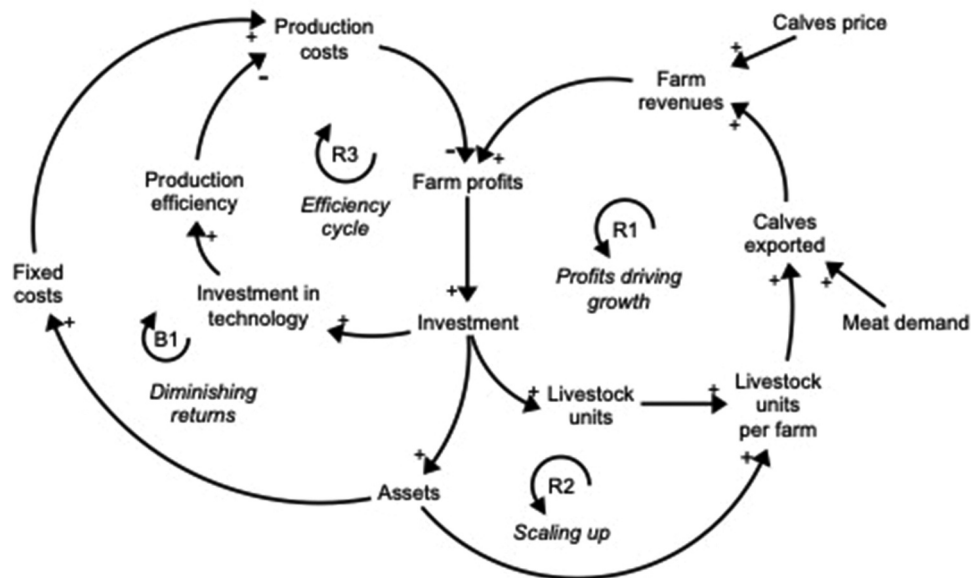 Production
costs
+
-
Calves price
+
Farm
revenues
+
R3
Efficiency
cycle
-
+
Farm profits
Production
efficiency
+
R1
Profits driving
growth
Calves
exported
+
+
Meat demand
Fixed
costs
+
Investment in
technology
+
+
Investment
B1
Diminishing
returns
+
Livestock
units
+
Livestock
units
per farm
+
+
Assets
R2
Scaling up